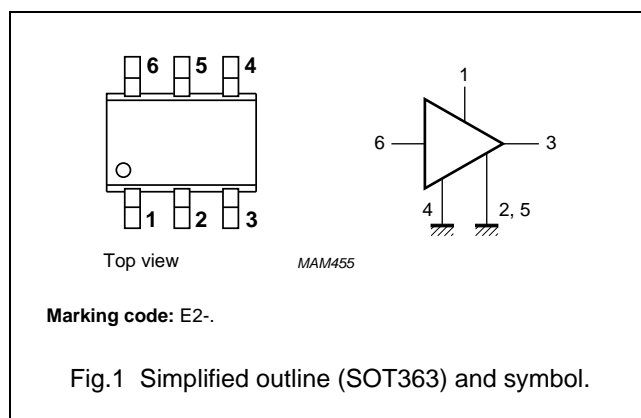 6 5 4
1
6 3
4 2, 5
1 2 3
Top view MAM455
Marking code: E2-.
Fig.1 Simplified outline (SOT363) and symbol.